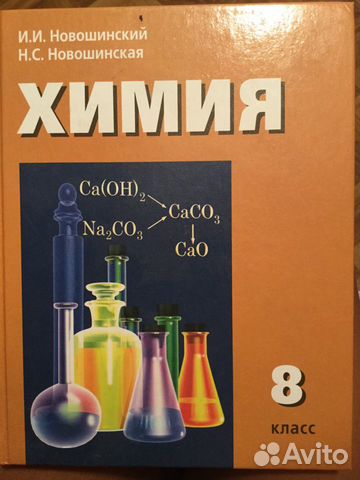 И.И. Новошинский
Н.С. Новошинская
ХИМИЯ
Ca(OH)₂
Na₂CO₃
CaCO₃
CaO
8
класс
Avito